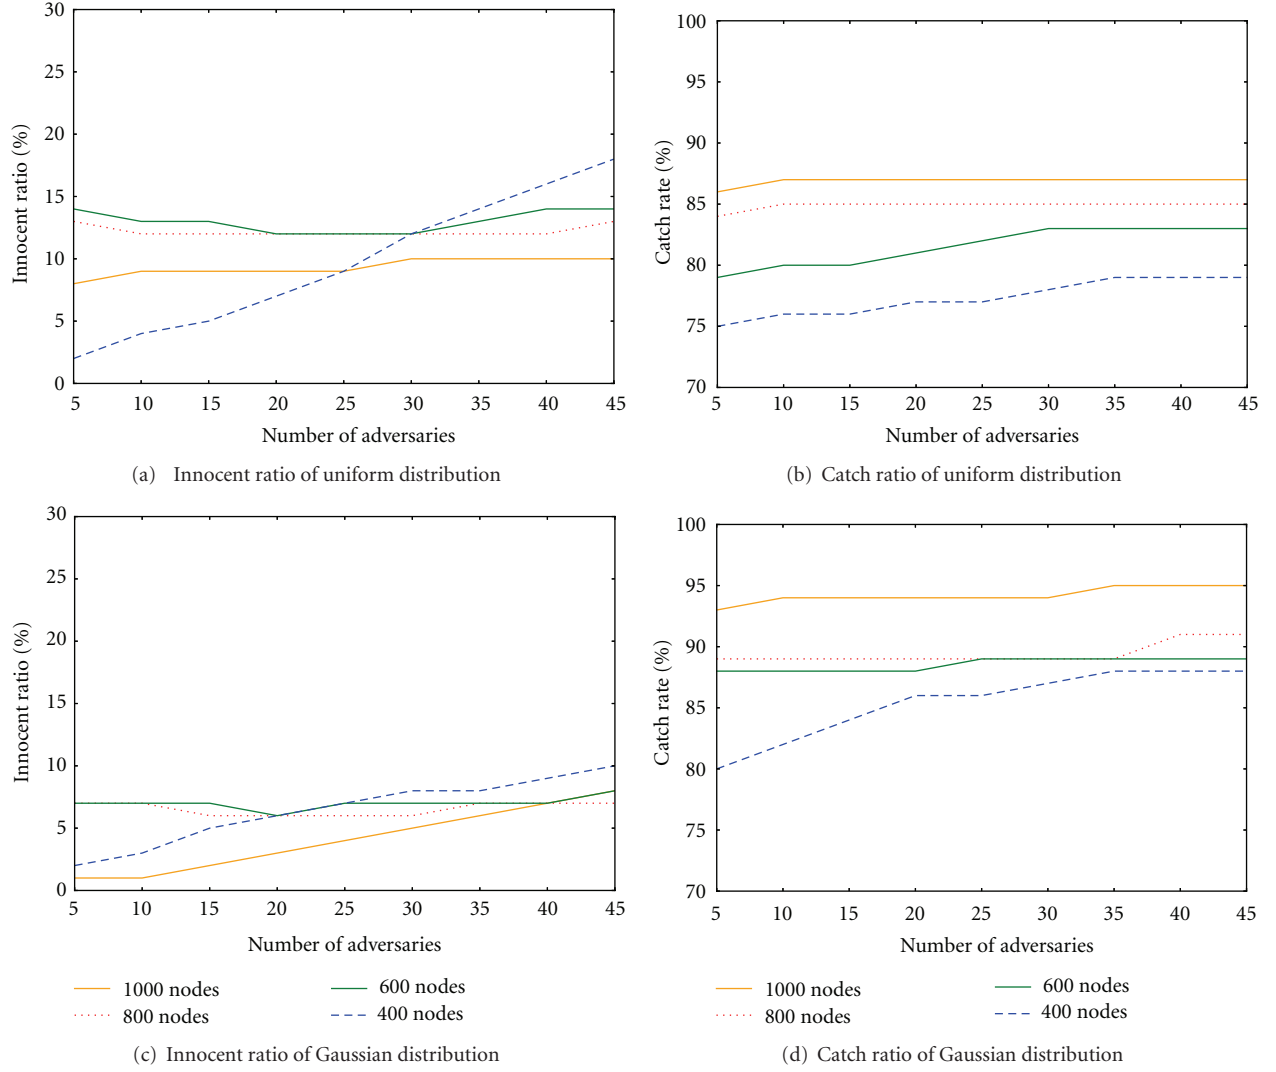 30
25
20
15
10
5
0
Innocent ratio (%)
5 10 15 20 25 30 35 40 45
Number of adversaries
(a) Innocent ratio of uniform distribution
100
95
90
85
80
75
70
Catch rate (%)
5 10 15 20 25 30 35 40 45
Number of adversaries
(b) Catch ratio of uniform distribution
30
25
20
15
10
5
0
Innocent ratio (%)
5 10 15 20 25 30 35 40 45
Number of adversaries
1000 nodes
800 nodes
600 nodes
400 nodes
(c) Innocent ratio of Gaussian distribution
100
95
90
85
80
75
70
Catch rate (%)
5 10 15 20 25 30 35 40 45
Number of adversaries
1000 nodes
800 nodes
600 nodes
400 nodes
(d) Catch ratio of Gaussian distribution